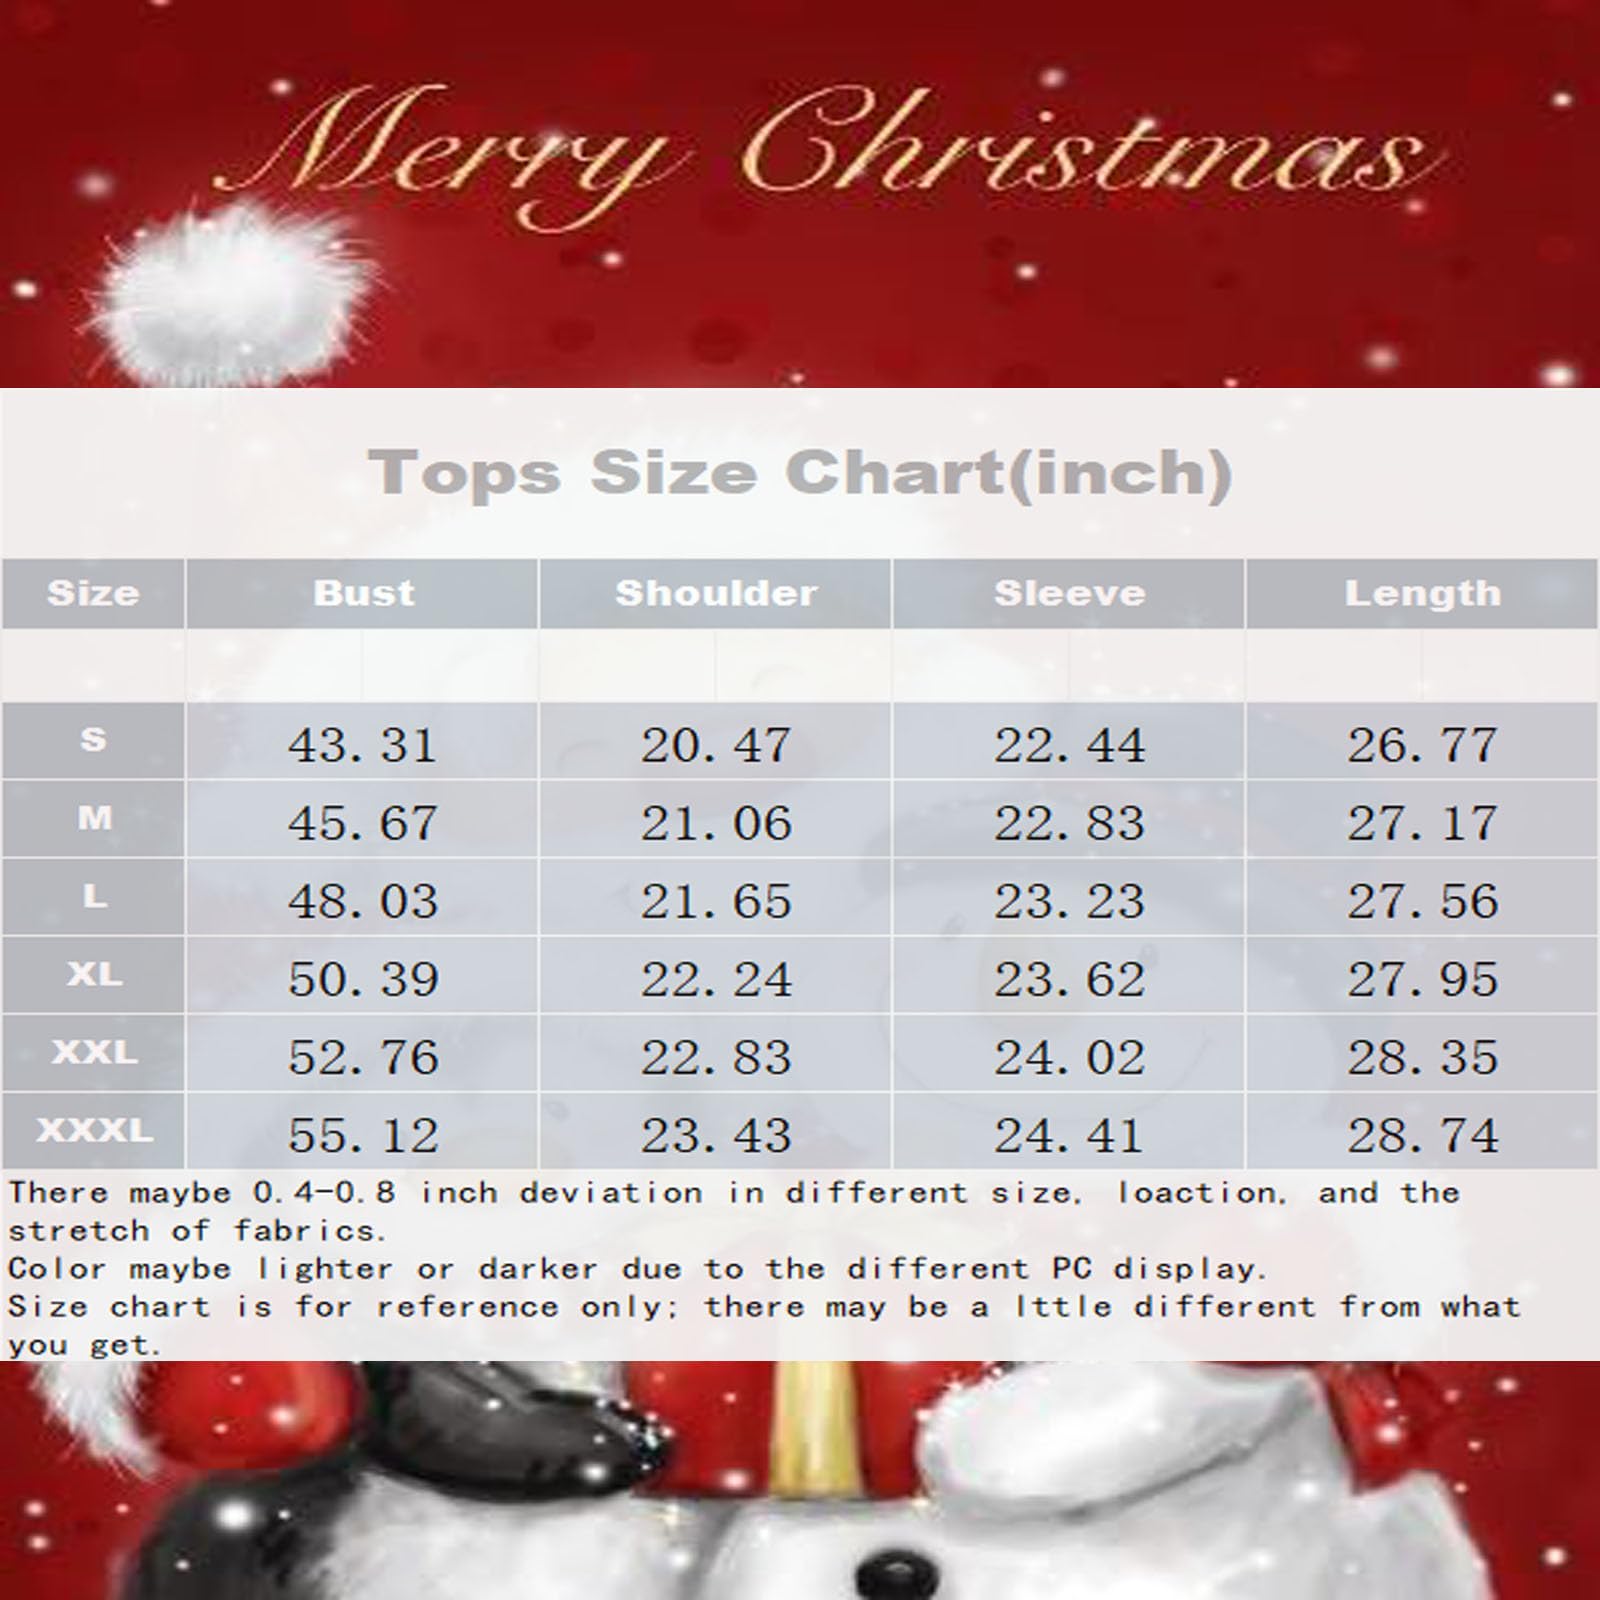 Merry Christmas
Tops Size Chart(inch)
Size Bust Shoulder Sleeve Length
S 43.31 20.47 22.44 26.77
M 45.67 21.06 22.83 27.17
L 48.03 21.65 23.23 27.56
XL 50.39 22.24 23.62 27.95
XXL 52.76 22.83 24.02 28.35
XXXL 55.12 23.43 24.41 28.74
There maybe 0.4-0.8 inch deviation in different size, loaction, and the
stretch of fabrics.
Color maybe lighter or darker due to the different PC display.
Size chart is for reference only; there may be a lttle different from what
you get.